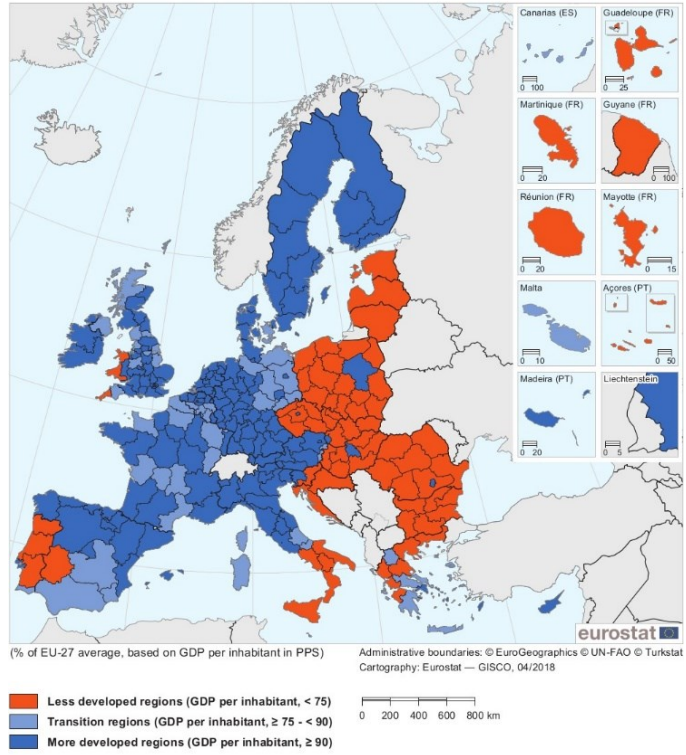 Canarias (ES)
0 100
Guadeloupe (FR)
0 25
Martinique (FR)
0 20
Guyane (FR)
0 100
Réunion (FR)
0 20
Mayotte (FR)
0 15
Malta
0 10
Açores (PT)
0 50
Madeira (PT)
0 20
Liechtenstein
0 5
eurostat
(% of EU-27 average, based on GDP per inhabitant in PPS)
Administrative boundaries: © EuroGeographics © UN-FAO © Turkstat
Cartography: Eurostat — GISCO, 04/2018
Less developed regions (GDP per inhabitant, < 75)
Transition regions (GDP per inhabitant, ≥ 75 - < 90)
More developed regions (GDP per inhabitant, ≥ 90)
0 200 400 600 800 km